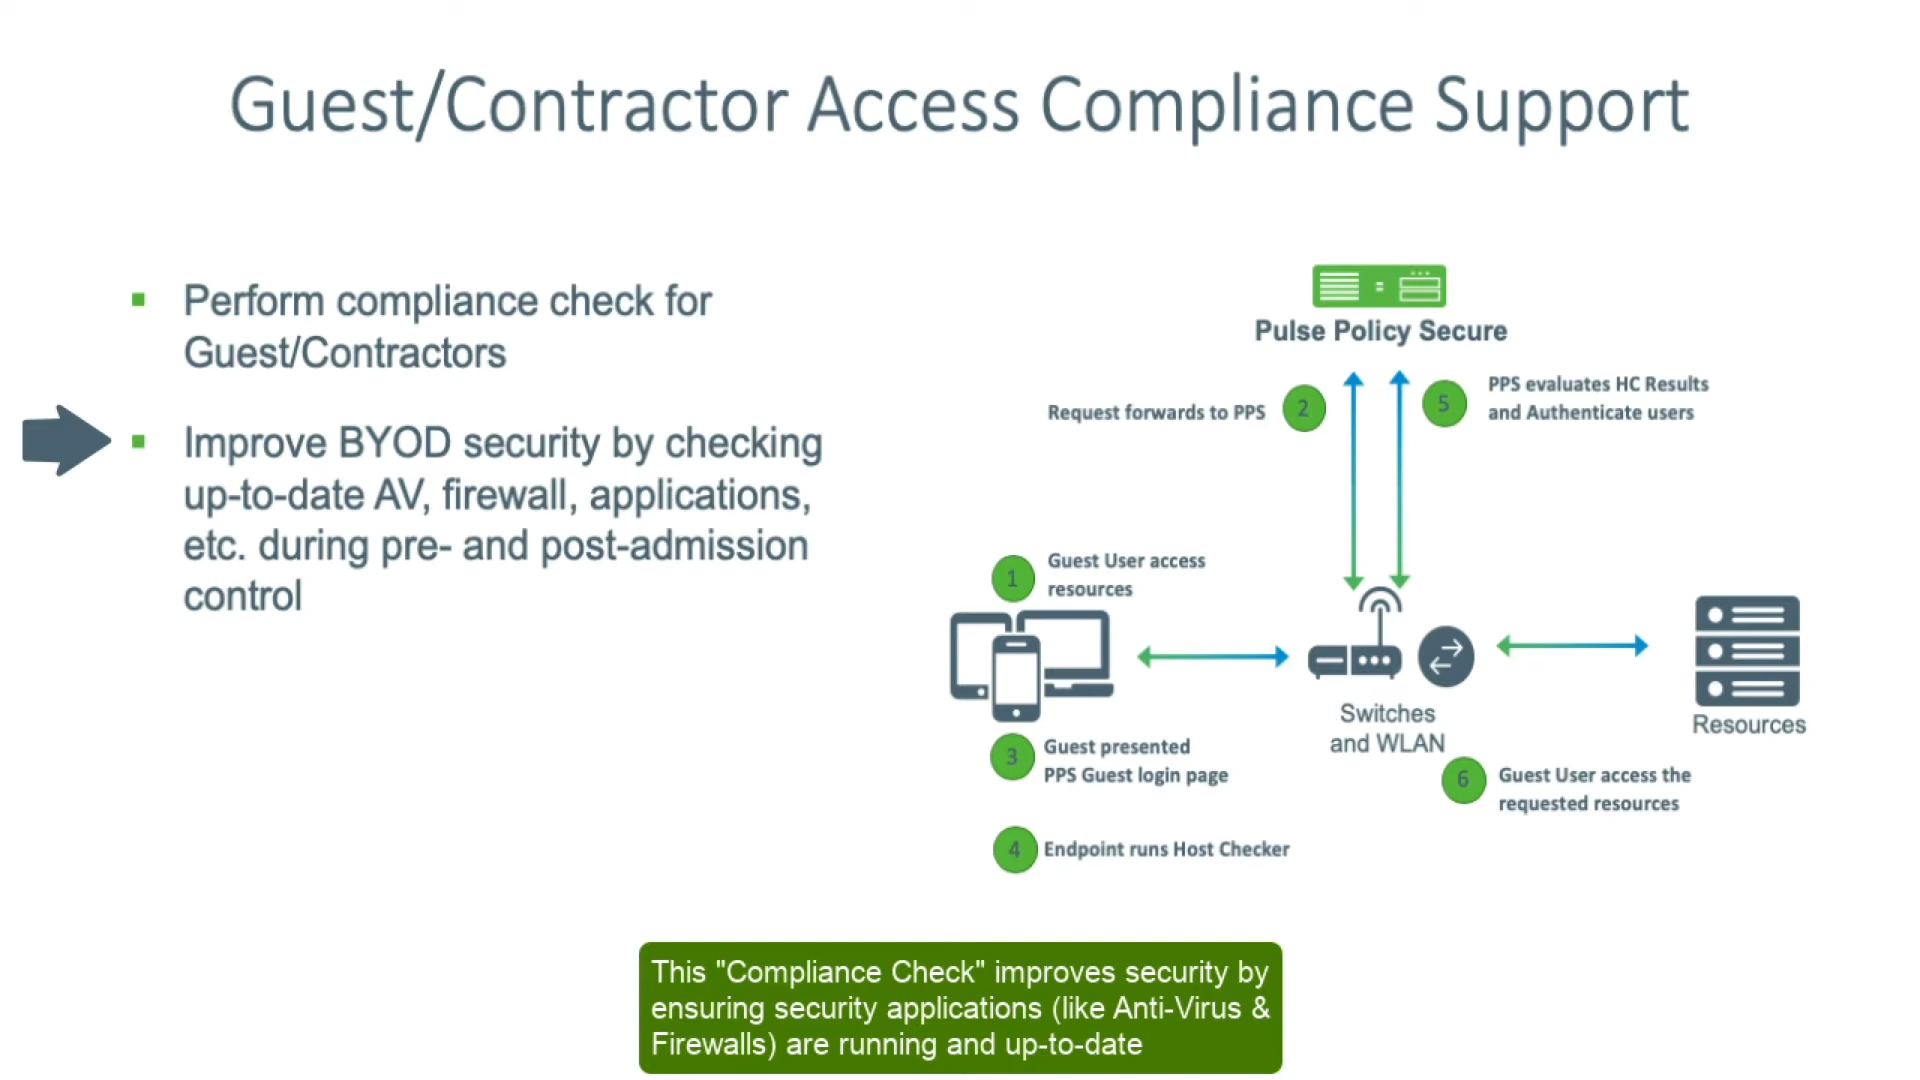 Guest/Contractor Access Compliance Support
Perform compliance check for
Guest/Contractors
Improve BYOD security by checking
up-to-date AV, firewall, applications,
etc. during pre- and post-admission
control
Pulse Policy Secure
Request forwards to PPS
2
5
PPS evaluates HC Results
and Authenticate users
1
Guest User access
resources
Switches
and WLAN
Resources
3
Guest presented
PPS Guest login page
6
Guest User access the
requested resources
4
Endpoint runs Host Checker
This "Compliance Check" improves security by
ensuring security applications (like Anti-Virus &
Firewalls) are running and up-to-date